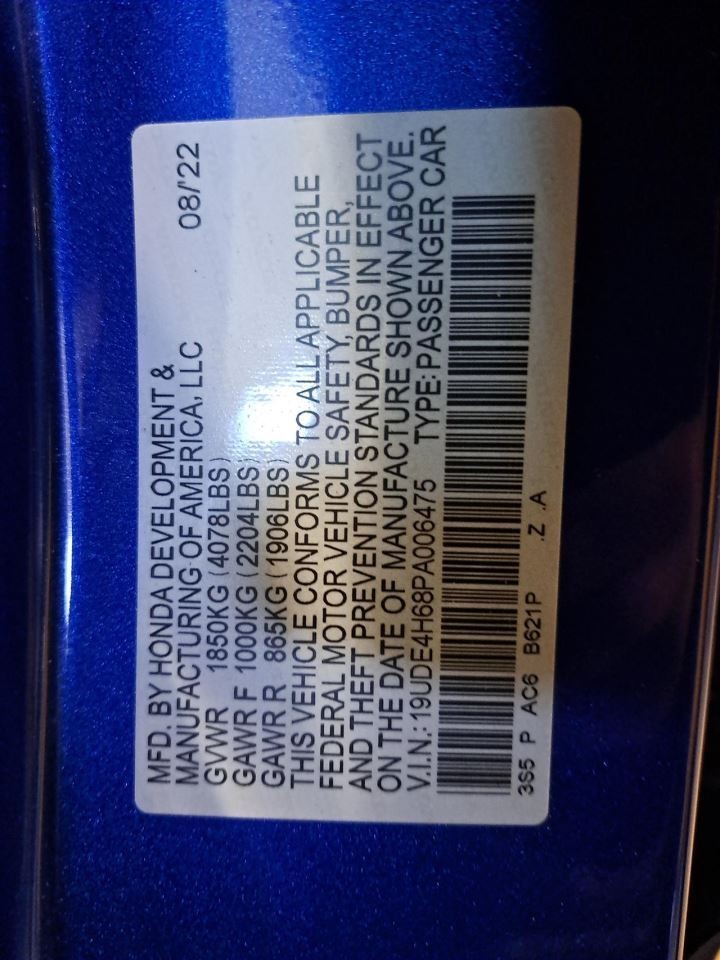 MFD. BY HONDA DEVELOPMENT &
MANUFACTURING OF AMERICA, LLC 08/'22
GVWR 1850KG (4078LBS)
GAWR F 1000KG (2204LBS)
GAWR R 865KG (1906LBS)
THIS VEHICLE CONFORMS TO ALL APPLICABLE
FEDERAL MOTOR VEHICLE SAFETY, BUMPER,
AND THEFT PREVENTION STANDARDS IN EFFECT
ON THE DATE OF MANUFACTURE SHOWN ABOVE.
V.I.N.: 19UDE4H68PA006475 TYPE: PASSENGER CAR
3S5 P AC6 B621P .Z .A